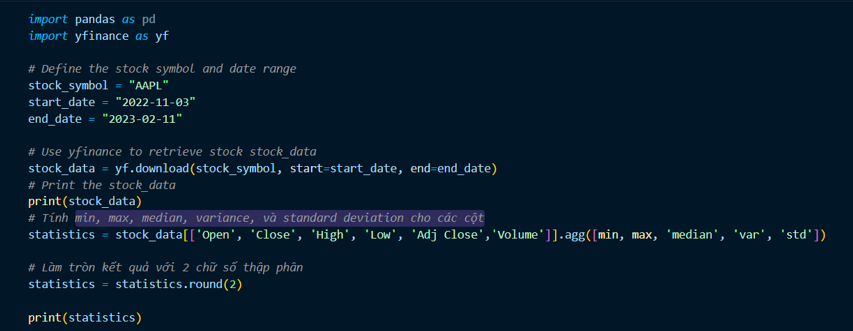 import pandas as pd
import yfinance as yf
# Define the stock symbol and date range
stock_symbol = "AAPL"
start_date = "2022-11-03"
end_date = "2023-02-11"
# Use yfinance to retrieve stock stock_data
stock_data = yf.download(stock_symbol, start=start_date, end=end_date)
# Print the stock_data
print(stock_data)
# Tính min, max, median, variance, và standard deviation cho các cột
statistics = stock_data[['Open', 'Close', 'High', 'Low', 'Adj Close','Volume']].agg([min, max, 'median', 'var', 'std'])
# Làm tròn kết quả với 2 chữ số thập phân
statistics = statistics.round(2)
print(statistics)